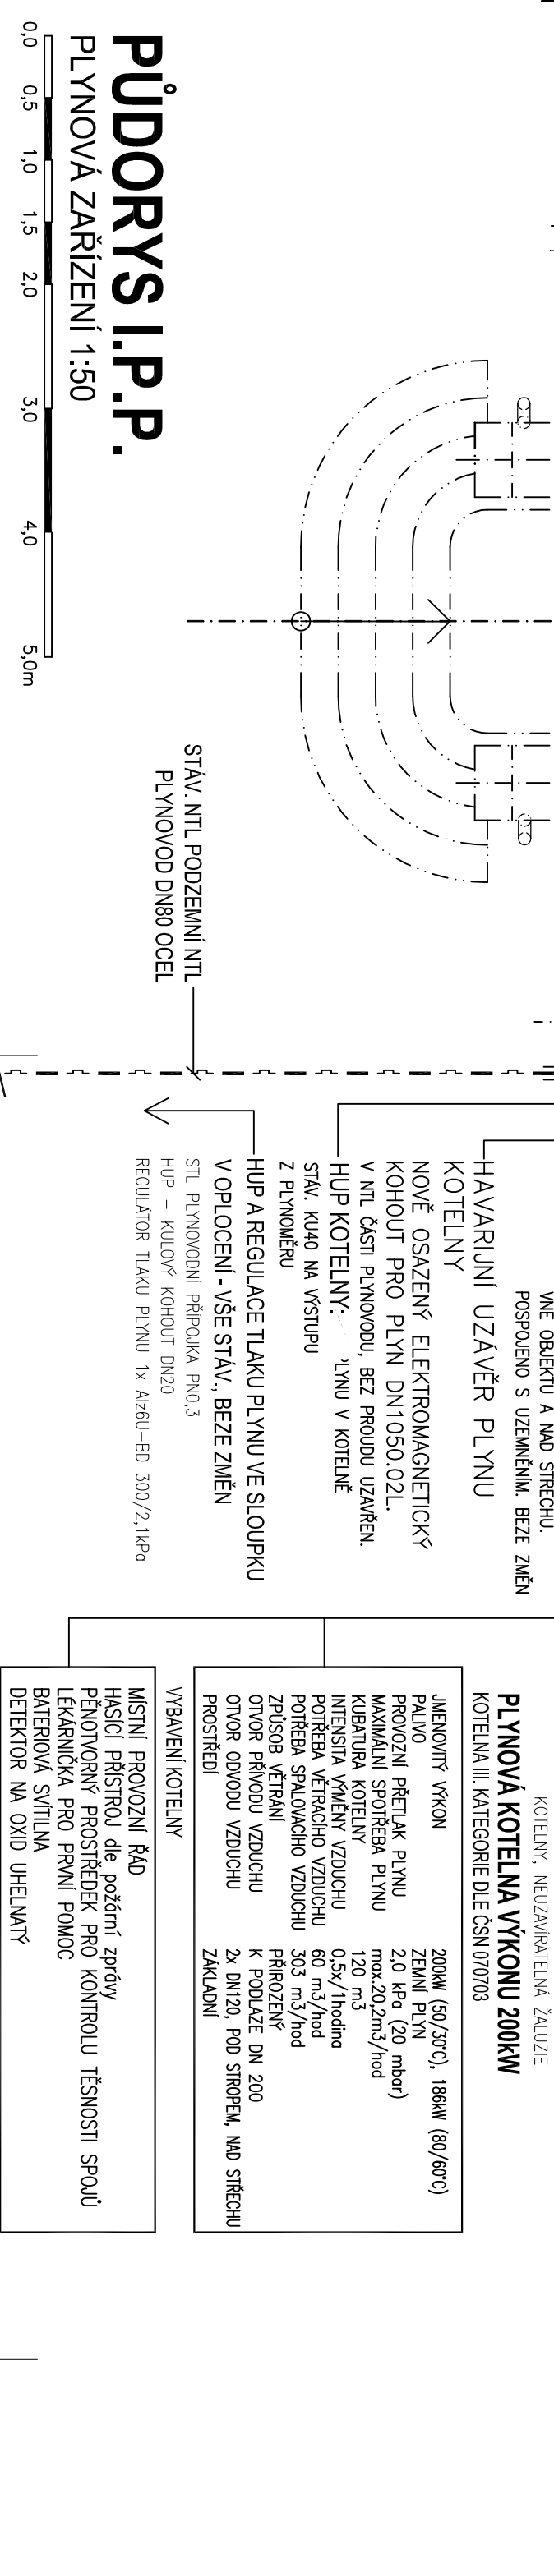 PŮDORYS I.P.P.
PLYNOVÁ ZAŘÍZENÍ 1:50
0,0 0,5 1,0 1,5 2,0 3,0 4,0 5,0m
STÁV. NTL PODZEMNÍ NTL
PLYNOVOD DN80 OCEL
VNĚ OBJEKTU A NAD STŘECHU.
POSPOJENO S UZEMNĚNÍM. BEZE ZMĚN
HAVARIJNÍ UZÁVĚR PLYNU
KOTELNY
NOVĚ OSAZENÝ ELEKTROMAGNETICKÝ
KOHOUT PRO PLYN DN1050.02L.
V NTL ČÁSTI PLYNOVODU, BEZ PROUDU UZAVŘEN.
HUP KOTELNY: LYNU V KOTELNĚ
STÁV. KU40 NA VÝSTUPU
Z PLYNOMĚRU
HUP A REGULACE TLAKU PLYNU VE SLOUPKU
V OPLOCENÍ - VŠE STÁV., BEZE ZMĚN
STL PLYNOVODNÍ PŘÍPOJKA PN0,3
HUP – KULOVÝ KOHOUT DN20
REGULÁTOR TLAKU PLYNU 1x Alz6U–BD 300/2,1kPa
KOTELNY, NEUZAVÍRATELNÁ ŽALUZIE
PLYNOVÁ KOTELNA VÝKONU 200kW
KOTELNA III. KATEGORIE DLE ČSN 070703
JMENOVITÝ VÝKON 200kW (50/30°C), 186kW (80/60°C)
PALIVO ZEMNÍ PLYN
PROVOZNÍ PŘETLAK PLYNU 2,0 kPa (20 mbar)
MAXIMÁLNÍ SPOTŘEBA PLYNU max.20,2m3/hod
KUBATURA KOTELNY 120 m3
INTENSITA VÝMĚNY VZDUCHU 0,5x/1hodina
POTŘEBA VĚTRACÍHO VZDUCHU 60 m3/hod
POTŘEBA SPALOVACÍHO VZDUCHU 303 m3/hod
ZPŮSOB VĚTRÁNÍ PŘIROZENÝ
OTVOR PŘÍVODU VZDUCHU K PODLAZE DN 200
OTVOR ODVODU VZDUCHU 2x DN120, POD STROPEM, NAD STŘECHU
PROSTŘEDÍ ZÁKLADNÍ
VYBAVENÍ KOTELNY
MÍSTNÍ PROVOZNÍ ŘÁD
HASÍCÍ PŘÍSTROJ dle požární zprávy
PĚNOTVORNÝ PROSTŘEDEK PRO KONTROLU TĚSNOSTI SPOJŮ
LÉKÁRNIČKA PRO PRVNÍ POMOC
BATERIOVÁ SVÍTILNA
DETEKTOR NA OXID UHELNATÝ